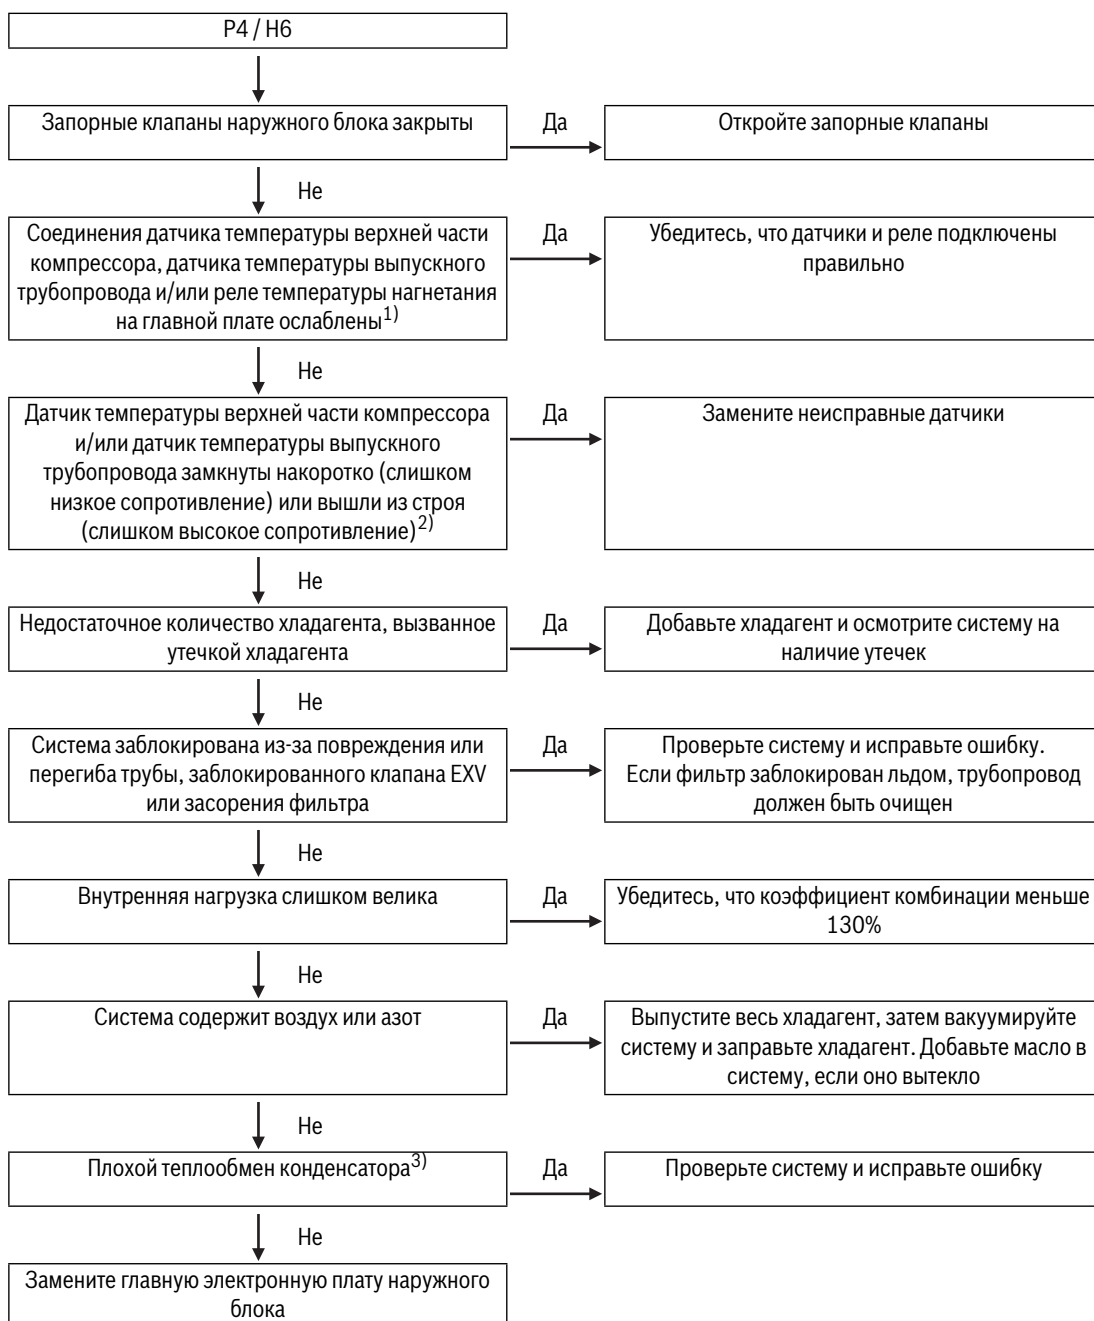 P4 / H6
Запорные клапаны наружного блока закрыты
Да
Откройте запорные клапаны
Не
Соединения датчика температуры верхней части
компрессора, датчика температуры выпускного
трубопровода и/или реле температуры нагнетания
на главной плате ослаблены1)
Да
Убедитесь, что датчики и реле подключены
правильно
Не
Датчик температуры верхней части компрессора
и/или датчик температуры выпускного
трубопровода замкнуты накоротко (слишком
низкое сопротивление) или вышли из строя
(слишком высокое сопротивление)2)
Да
Замените неисправные датчики
Не
Недостаточное количество хладагента, вызванное
утечкой хладагента
Да
Добавьте хладагент и осмотрите систему на
наличие утечек
Не
Система заблокирована из-за повреждения или
перегиба трубы, заблокированного клапана EXV
или засорения фильтра
Да
Проверьте систему и исправьте ошибку.
Если фильтр заблокирован льдом, трубопровод
должен быть очищен
Не
Внутренняя нагрузка слишком велика
Да
Убедитесь, что коэффициент комбинации меньше
130%
Не
Система содержит воздух или азот
Да
Выпустите весь хладагент, затем вакуумируйте
систему и заправьте хладагент. Добавьте масло в
систему, если оно вытекло
Не
Плохой теплообмен конденсатора3)
Да
Проверьте систему и исправьте ошибку
Не
Замените главную электронную плату наружного
блока